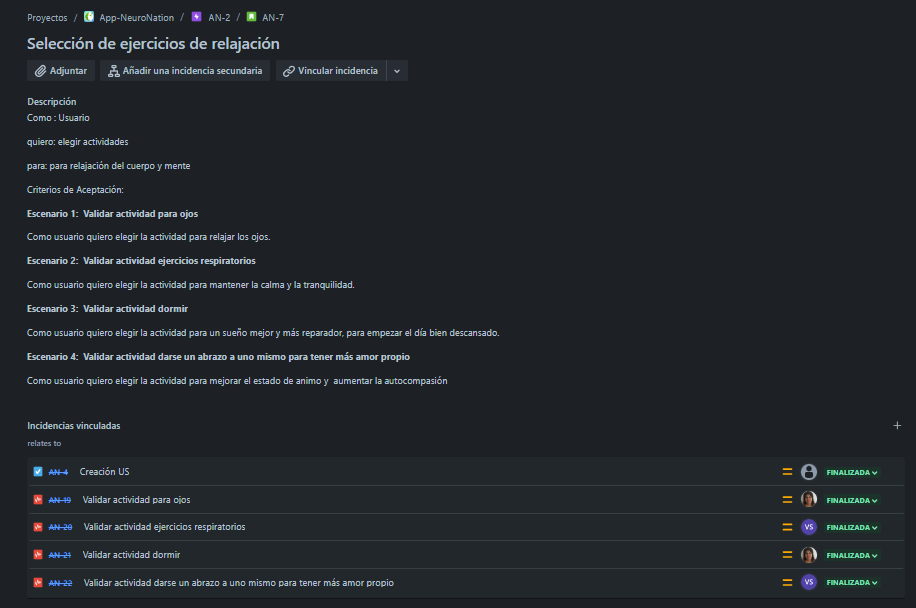 Proyectos / App-NeuroNation / AN-2 / AN-7
Selección de ejercicios de relajación
Adjuntar Añadir una incidencia secundaria Vincular incidencia
Descripción
Como : Usuario
quiero: elegir actividades
para: para relajación del cuerpo y mente
Criterios de Aceptación:
Escenario 1: Validar actividad para ojos
Como usuario quiero elegir la actividad para relajar los ojos.
Escenario 2: Validar actividad ejercicios respiratorios
Como usuario quiero elegir la actividad para mantener la calma y la tranquilidad.
Escenario 3: Validar actividad dormir
Como usuario quiero elegir la actividad para un sueño mejor y más reparador, para empezar el día bien descansado.
Escenario 4: Validar actividad darse un abrazo a uno mismo para tener más amor propio
Como usuario quiero elegir la actividad para mejorar el estado de animo y aumentar la autocompasión
Incidencias vinculadas
relates to
AN-4 Creación US FINALIZADA
AN-19 Validar actividad para ojos FINALIZADA
AN-20 Validar actividad ejercicios respiratorios VS FINALIZADA
AN-21 Validar actividad dormir FINALIZADA
AN-22 Validar actividad darse un abrazo a uno mismo para tener más amor propio VS FINALIZADA